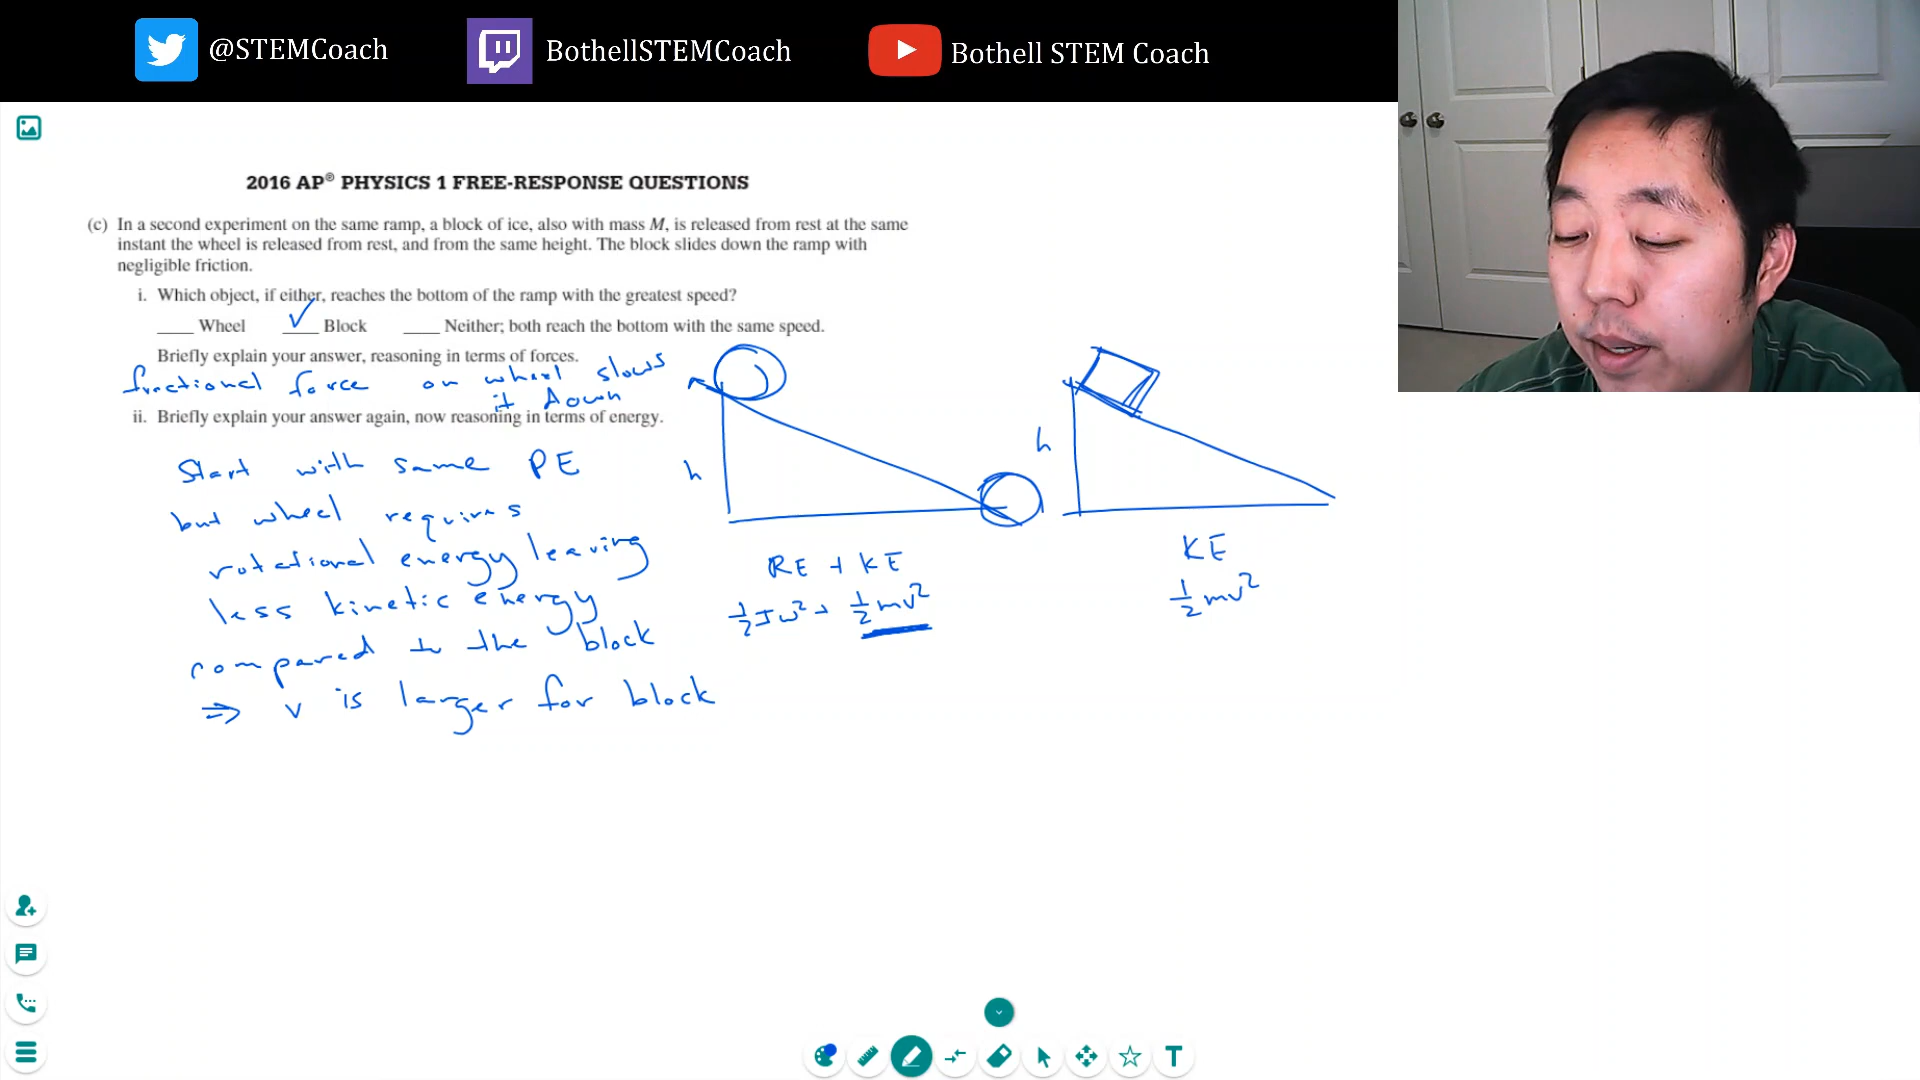 @STEMCoach
BothellSTEMCoach
Bothell STEM Coach
2016 AP® PHYSICS 1 FREE-RESPONSE QUESTIONS
(c) In a second experiment on the same ramp, a block of ice, also with mass M, is released from rest at the same
instant the wheel is released from rest, and from the same height. The block slides down the ramp with
negligible friction.
i. Which object, if either, reaches the bottom of the ramp with the greatest speed?
____ Wheel __✓__ Block ____ Neither; both reach the bottom with the same speed.
Briefly explain your answer, reasoning in terms of forces.
frictional force on wheel slows
it down
ii. Briefly explain your answer again, now reasoning in terms of energy.
Start with same PE
but wheel requires
rotational energy leaving
less kinetic energy
compared to the block
⇒ v is larger for block
h
RE + KE
½Iω² + ½mv²
h
KE
½mv²
T